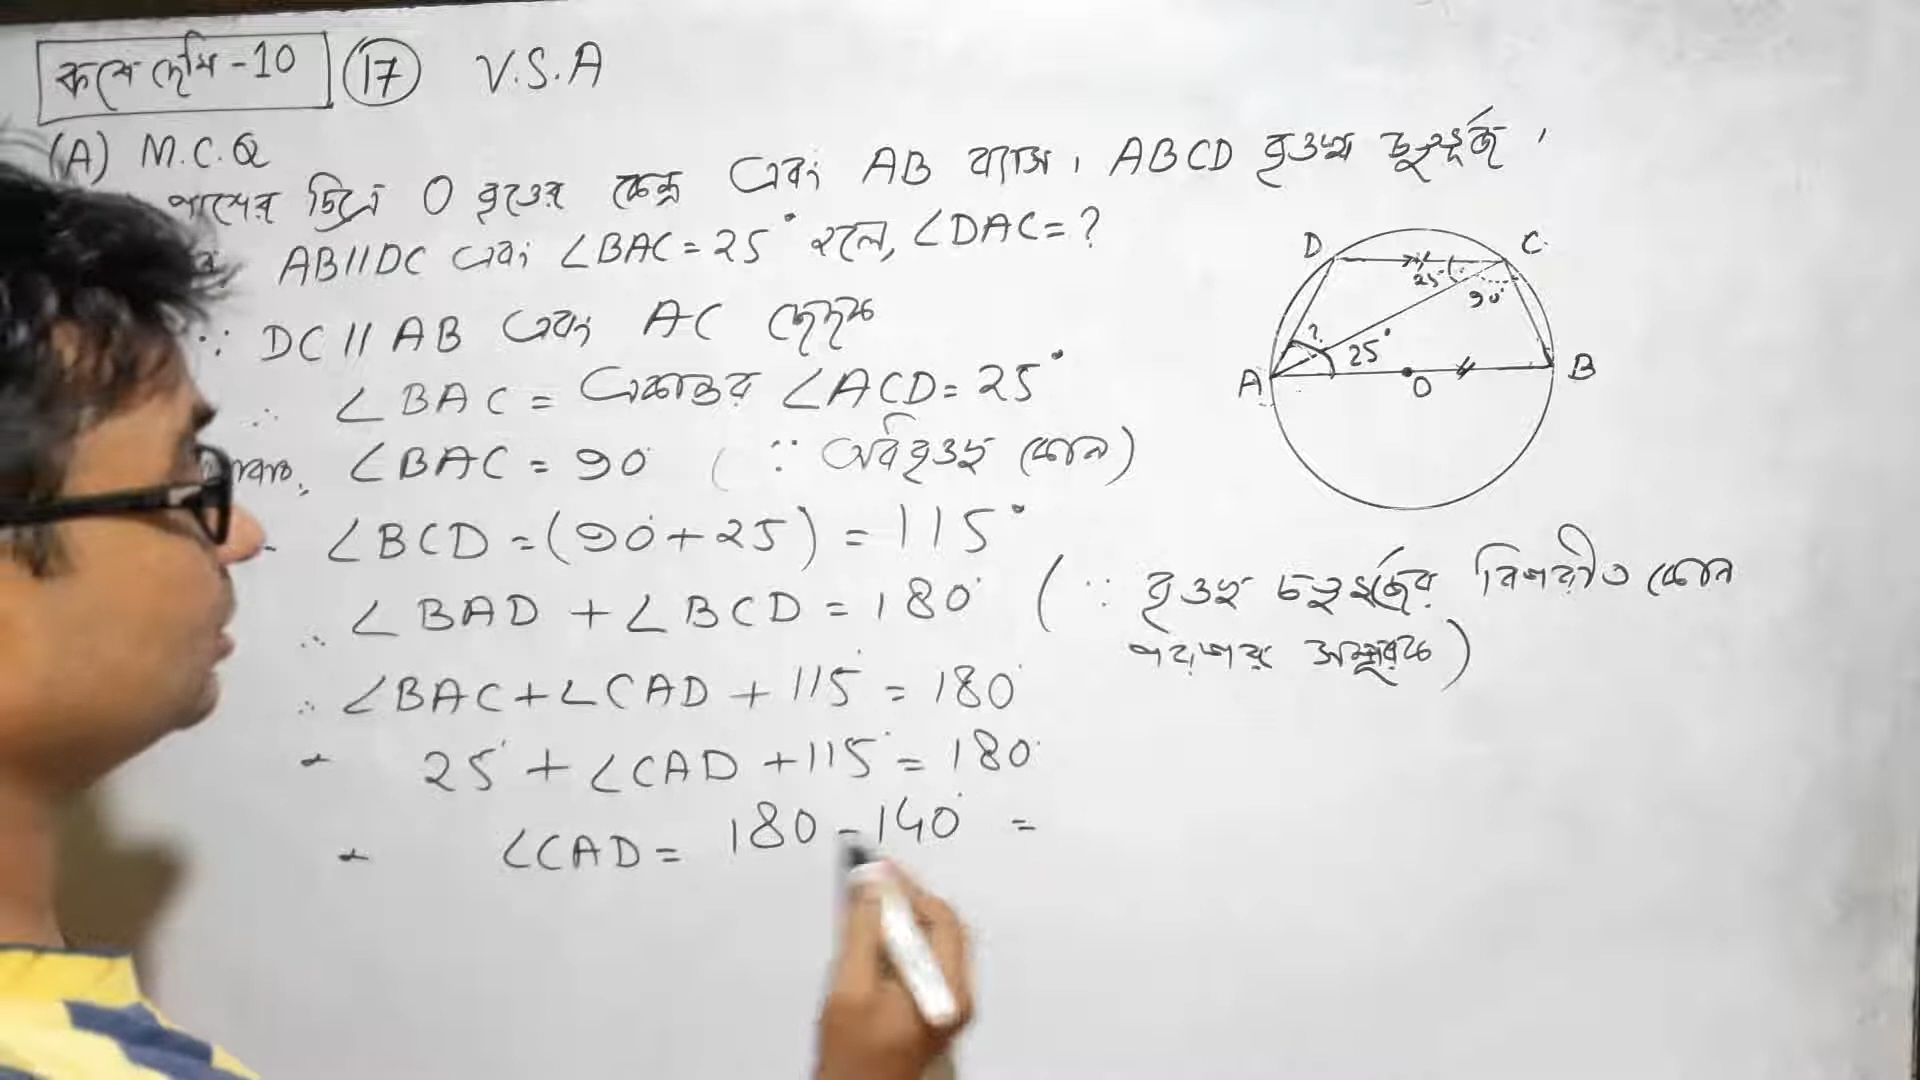 কষে দেখি - 10 (17) V.S.A
(A) M.C.Q
পাশের চিত্রে O বৃত্তের কেন্দ্র এবং AB ব্যাস। ABCD বৃত্তস্থ চতুর্ভুজ,
AB||DC এবং ∠BAC = 25° হলে, ∠DAC = ?
∵ DC || AB এবং AC ছেদক
∴ ∠BAC = একান্তর ∠ACD = 25°
∠BAC = 90° (∵ অর্ধবৃত্তস্থ কোন)
∠BCD = (90° + 25°) = 115°
∴ ∠BAD + ∠BCD = 180° (∵ বৃত্তস্থ চতুর্ভুজের বিপরীত কোন
পরস্পর সম্পূরক)
∴ ∠BAC + ∠CAD + 115° = 180°
25° + ∠CAD + 115° = 180°
∠CAD = 180 - 140° =
D C
25° 90°
? 25°
A O B